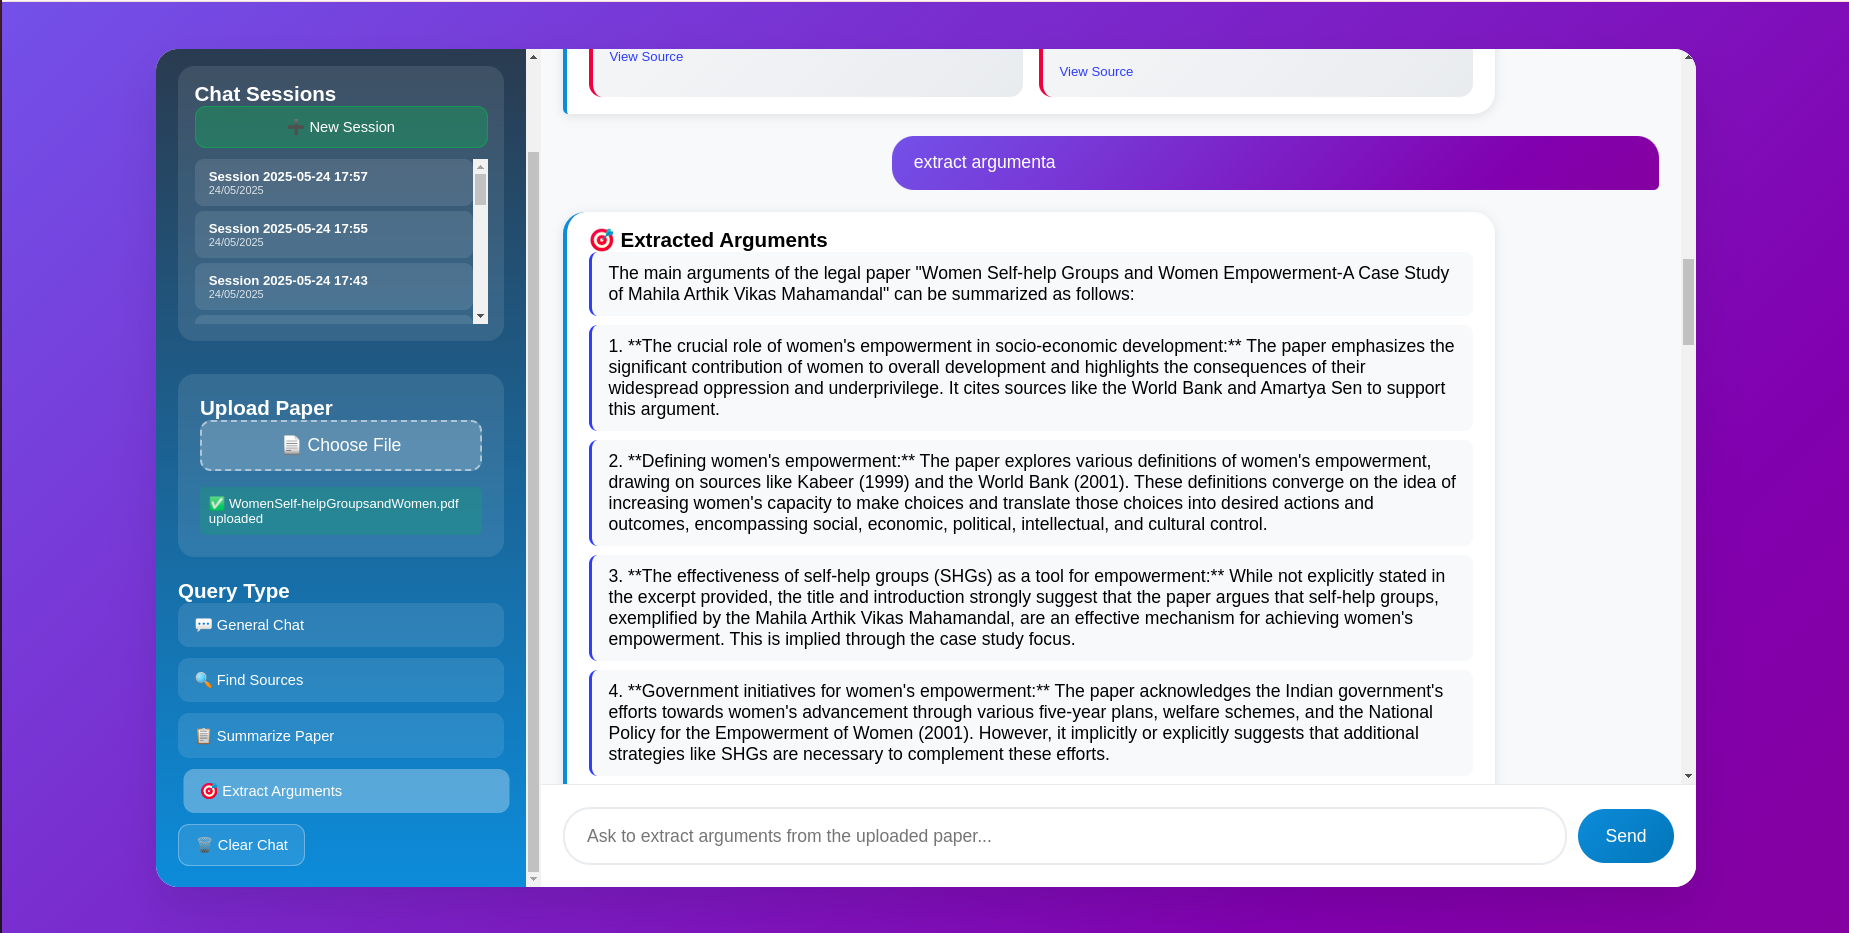 Chat Sessions
➕ New Session
Session 2025-05-24 17:57
24/05/2025
Session 2025-05-24 17:55
24/05/2025
Session 2025-05-24 17:43
24/05/2025
Upload Paper
📄 Choose File
✅ WomenSelf-helpGroupsandWomen.pdf
uploaded
Query Type
💬 General Chat
🔍 Find Sources
📋 Summarize Paper
🎯 Extract Arguments
🗑️ Clear Chat
View Source
View Source
extract argumenta
🎯 Extracted Arguments
The main arguments of the legal paper "Women Self-help Groups and Women Empowerment-A Case Study
of Mahila Arthik Vikas Mahamandal" can be summarized as follows:
1. **The crucial role of women's empowerment in socio-economic development:** The paper emphasizes the
significant contribution of women to overall development and highlights the consequences of their
widespread oppression and underprivilege. It cites sources like the World Bank and Amartya Sen to support
this argument.
2. **Defining women's empowerment:** The paper explores various definitions of women's empowerment,
drawing on sources like Kabeer (1999) and the World Bank (2001). These definitions converge on the idea of
increasing women's capacity to make choices and translate those choices into desired actions and
outcomes, encompassing social, economic, political, intellectual, and cultural control.
3. **The effectiveness of self-help groups (SHGs) as a tool for empowerment:** While not explicitly stated in
the excerpt provided, the title and introduction strongly suggest that the paper argues that self-help groups,
exemplified by the Mahila Arthik Vikas Mahamandal, are an effective mechanism for achieving women's
empowerment. This is implied through the case study focus.
4. **Government initiatives for women's empowerment:** The paper acknowledges the Indian government's
efforts towards women's advancement through various five-year plans, welfare schemes, and the National
Policy for the Empowerment of Women (2001). However, it implicitly or explicitly suggests that additional
strategies like SHGs are necessary to complement these efforts.
Ask to extract arguments from the uploaded paper...
Send